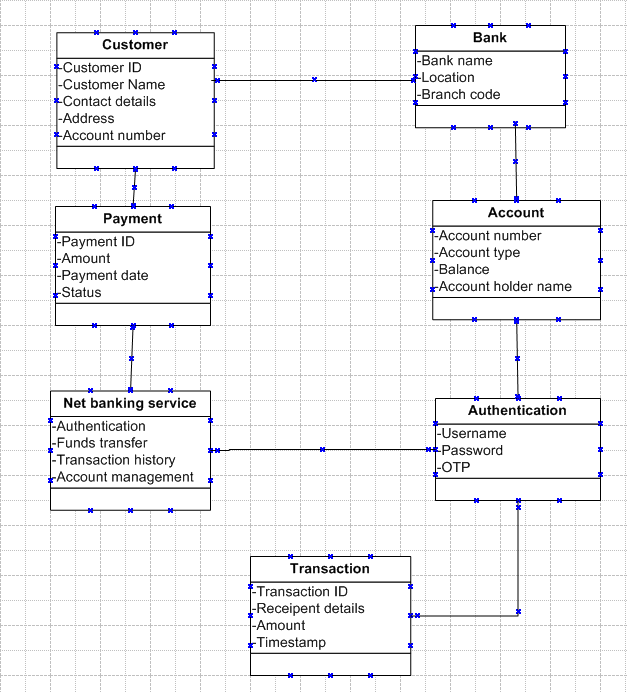 Customer
-Customer ID
-Customer Name
-Contact details
-Address
-Account number
Bank
-Bank name
-Location
-Branch code
Payment
-Payment ID
-Amount
-Payment date
-Status
Account
-Account number
-Account type
-Balance
-Account holder name
Net banking service
-Authentication
-Funds transfer
-Transaction history
-Account management
Authentication
-Username
-Password
-OTP
Transaction
-Transaction ID
-Receipent details
-Amount
-Timestamp